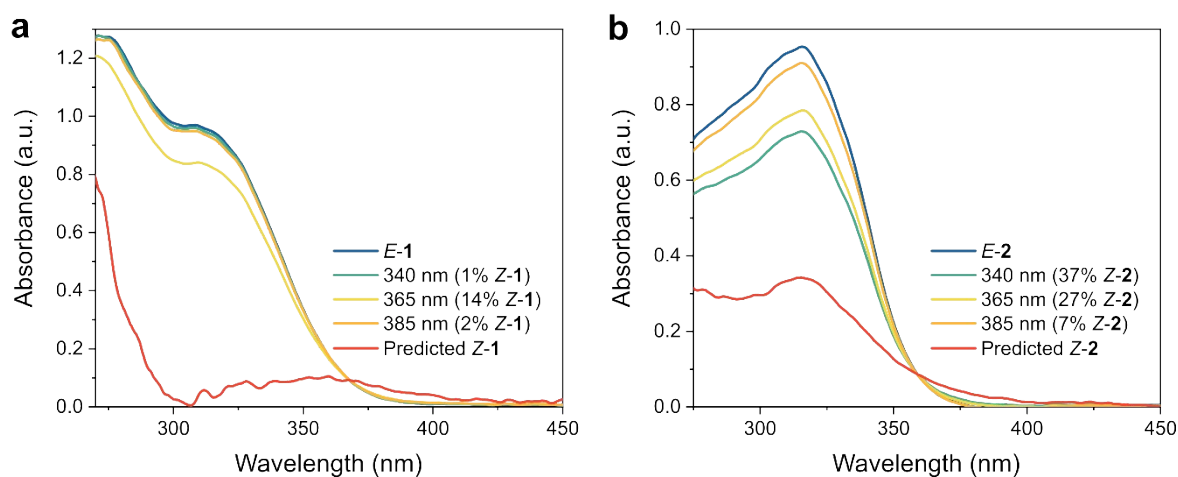 a
Absorbance (a.u.)
1.2
1.0
0.8
0.6
0.4
0.2
0.0
E-1
340 nm (1% Z-1)
365 nm (14% Z-1)
385 nm (2% Z-1)
Predicted Z-1
300 350 400 450
Wavelength (nm)
b
Absorbance (a.u.)
1.0
0.8
0.6
0.4
0.2
0.0
E-2
340 nm (37% Z-2)
365 nm (27% Z-2)
385 nm (7% Z-2)
Predicted Z-2
300 350 400 450
Wavelength (nm)